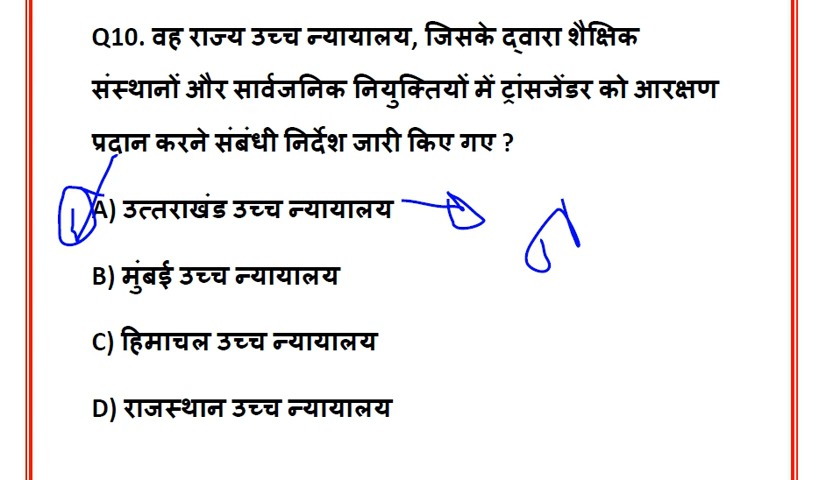 Q10. वह राज्य उच्च न्यायालय, जिसके द्वारा शैक्षिक
संस्थानों और सार्वजनिक नियुक्तियों में ट्रांसजेंडर को आरक्षण
प्रदान करने संबंधी निर्देश जारी किए गए ?
A) उत्तराखंड उच्च न्यायालय
B) मुंबई उच्च न्यायालय
C) हिमाचल उच्च न्यायालय
D) राजस्थान उच्च न्यायालय